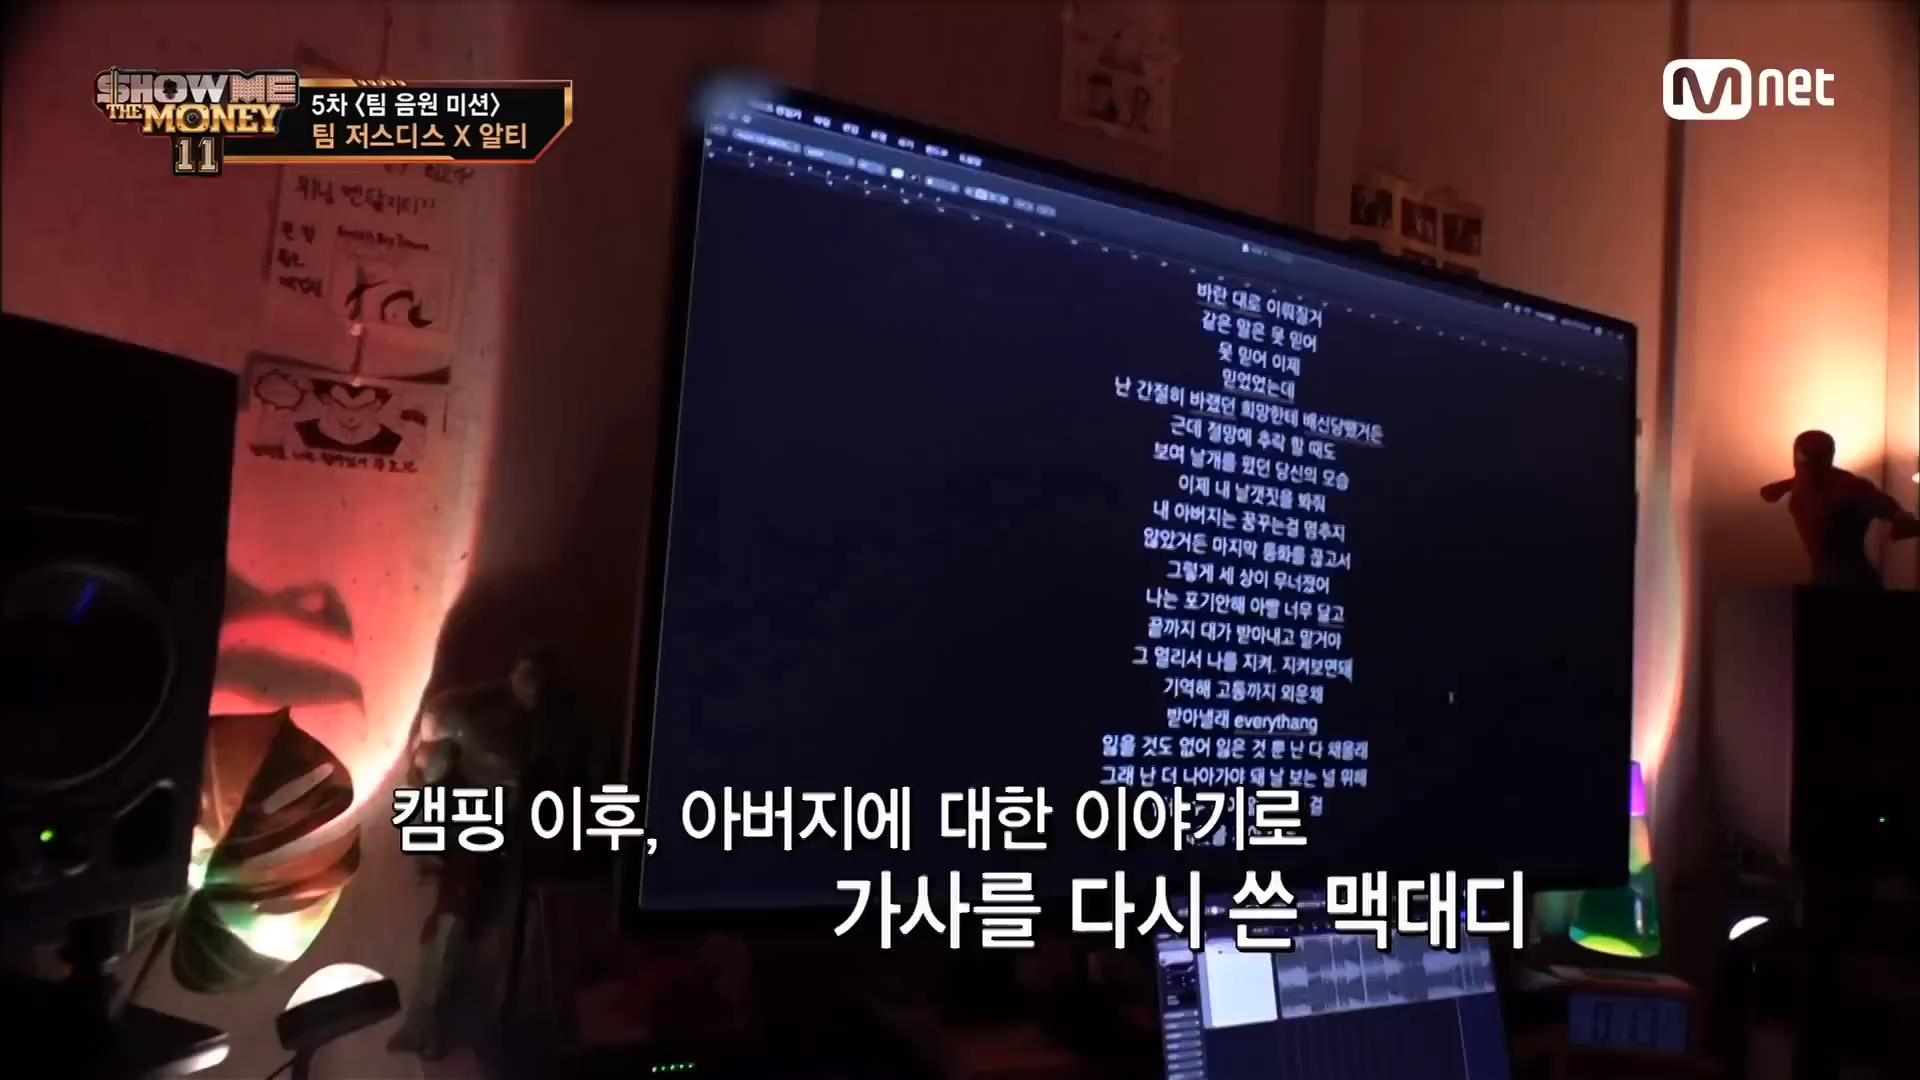 SHOW ME
THE MONEY
11
5차 <팀 음원 미션>
팀 저스디스 X 알티
Mnet
위닝 멘탈리티
바란 대로 이뤄질거
같은 말은 못 믿어
못 믿어 이제
믿었었는데
난 간절히 바랬던 희망한테 배신당했거든
근데 절망에 추락 할 때도
보여 날개를 폈던 당신의 모습
이제 내 날갯짓을 봐줘
내 아버지는 꿈꾸는걸 멈추지
않았거든 마지막 통화를 끊고서
그렇게 세 상이 무너졌어
나는 포기안해 아빨 너무 닮고
끝까지 대가 받아내고 말거야
그 멀리서 나를 지켜, 지켜보면돼
기억해 고통까지 외운채
받아낼래 everythang
잃을 것도 없어 잃은 것 뿐 난 다 채울래
그래 난 더 나아가야 돼 날 보는 널 위해
걸
캠핑 이후, 아버지에 대한 이야기로
가사를 다시 쓴 맥대디